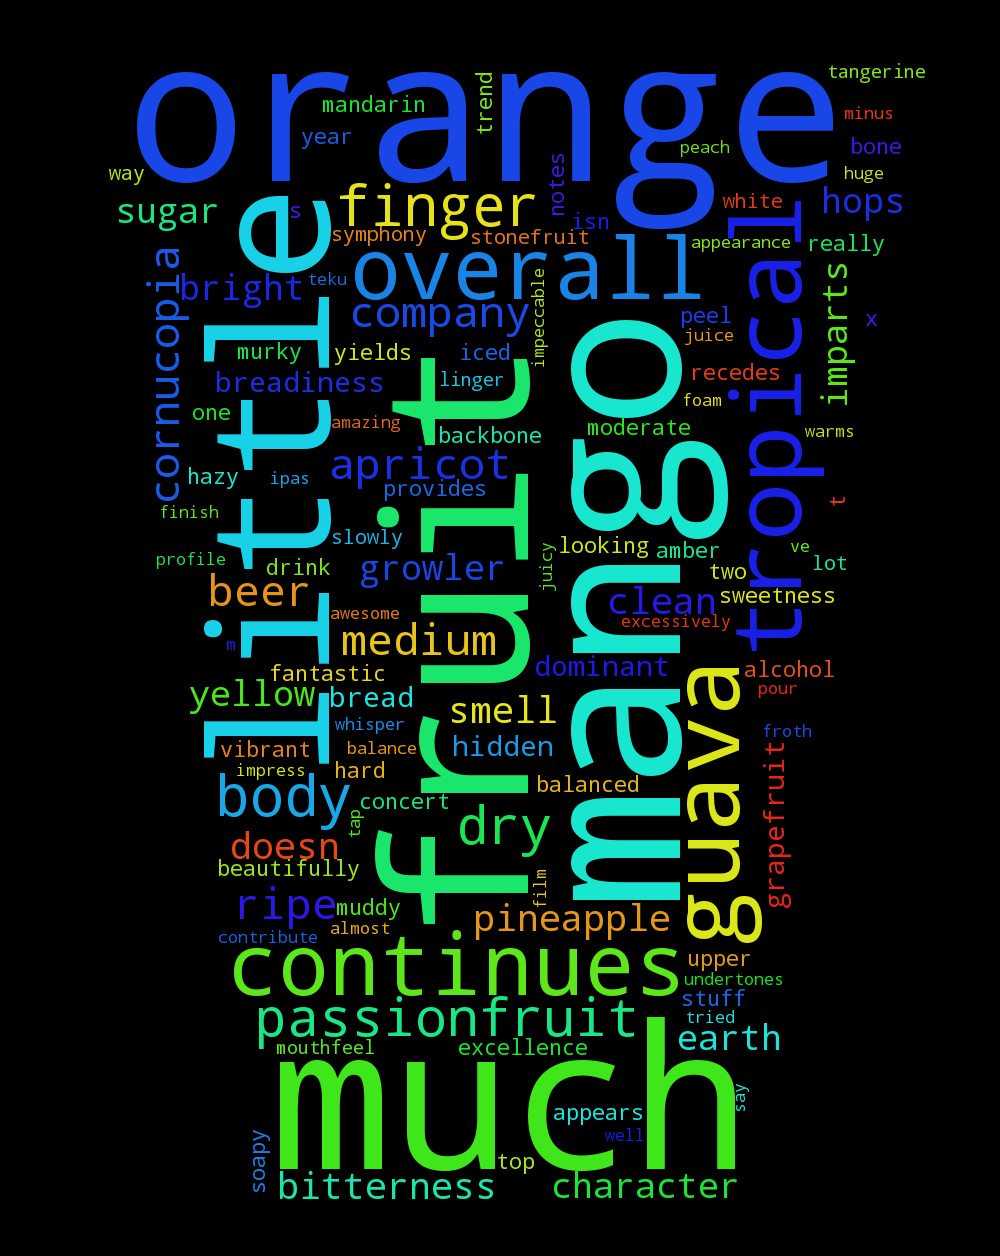 orange
tangerine
mandarin
trend
minus
year
peach
bone
way
huge
notes
finger
sugar
s
white
hops
isn
symphony
stonefruit
appearance
really
little
cornucopia
bright
teku
overall
tropical
imparts
company
impeccable
peel
x
juice
murky
yields
iced
breadiness
linger
recedes
one
amazing
foam
fruit
mango
backbone
moderate
warms
hazy
ipas
apricot
provides
t
finish
slowly
looking
amber
ve
profile
drink
growler
juicy
two
lot
beer
clean
sweetness
awesome
excessively
m
medium
fantastic
dominant
alcohol
yellow
bread
smell
pour
guava
whisper
froth
vibrant
balance
hidden
impress
hard
balanced
grapefruit
body
concert
tap
dry
doesn
beautifully
film
ripe
muddy
pineapple
contribute
almost
continues
upper
undertones
stuff
passionfruit
tried
earth
mouthfeel
excellence
much
appears
say
well
soapy
top
bitterness
character